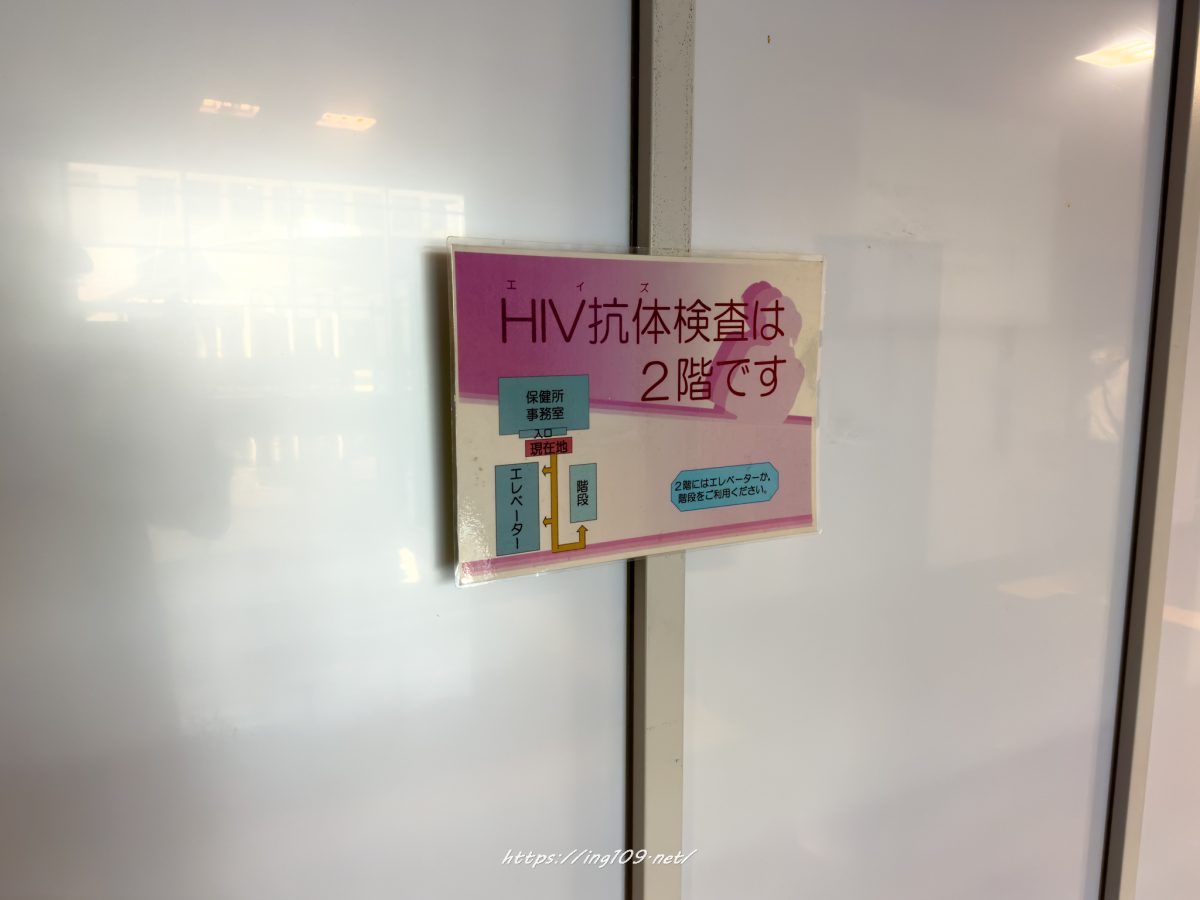 エイズ
HIV抗体検査は
2階です
保健所
事務室
入口
現在地
エレベーター
階段
2階にはエレベーターか、
階段をご利用ください。
https://ing109.net/